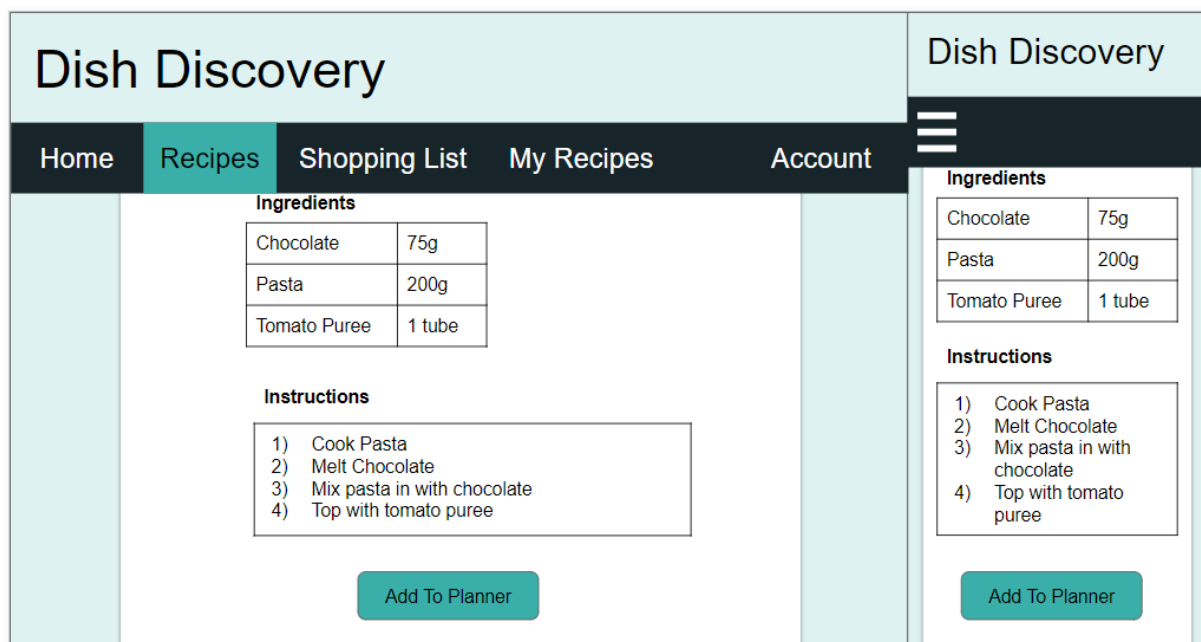 Dish Discovery
Home Recipes Shopping List My Recipes Account
Ingredients
Chocolate 75g
Pasta 200g
Tomato Puree 1 tube
Instructions
1) Cook Pasta
2) Melt Chocolate
3) Mix pasta in with chocolate
4) Top with tomato puree
Add To Planner
Dish Discovery
Ingredients
Chocolate 75g
Pasta 200g
Tomato Puree 1 tube
Instructions
1) Cook Pasta
2) Melt Chocolate
3) Mix pasta in with
chocolate
4) Top with tomato
puree
Add To Planner